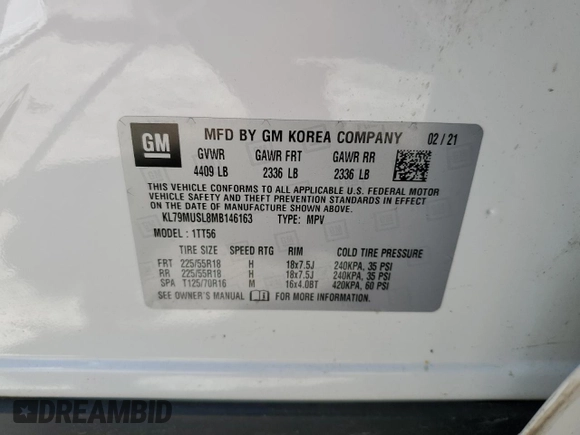 GM
MFD BY GM KOREA COMPANY 02 / 21
GVWR GAWR FRT GAWR RR
4409 LB 2336 LB 2336 LB
THIS VEHICLE CONFORMS TO ALL APPLICABLE U.S. FEDERAL MOTOR
VEHICLE SAFETY AND THEFT PREVENTION STANDARDS IN EFFECT
ON THE DATE OF MANUFACTURE SHOWN ABOVE.
KL79MUSL8MB146163 TYPE: MPV
MODEL: 1TT56
TIRE SIZE SPEED RTG RIM COLD TIRE PRESSURE
FRT 225/55R18 H 18x7.5J 240KPA, 35 PSI
RR 225/55R18 H 18x7.5J 240KPA, 35 PSI
SPA T125/70R16 M 16x4.0BT 420KPA, 60 PSI
SEE OWNER'S MANUAL FOR MORE INFORMATION.
DREAMBID